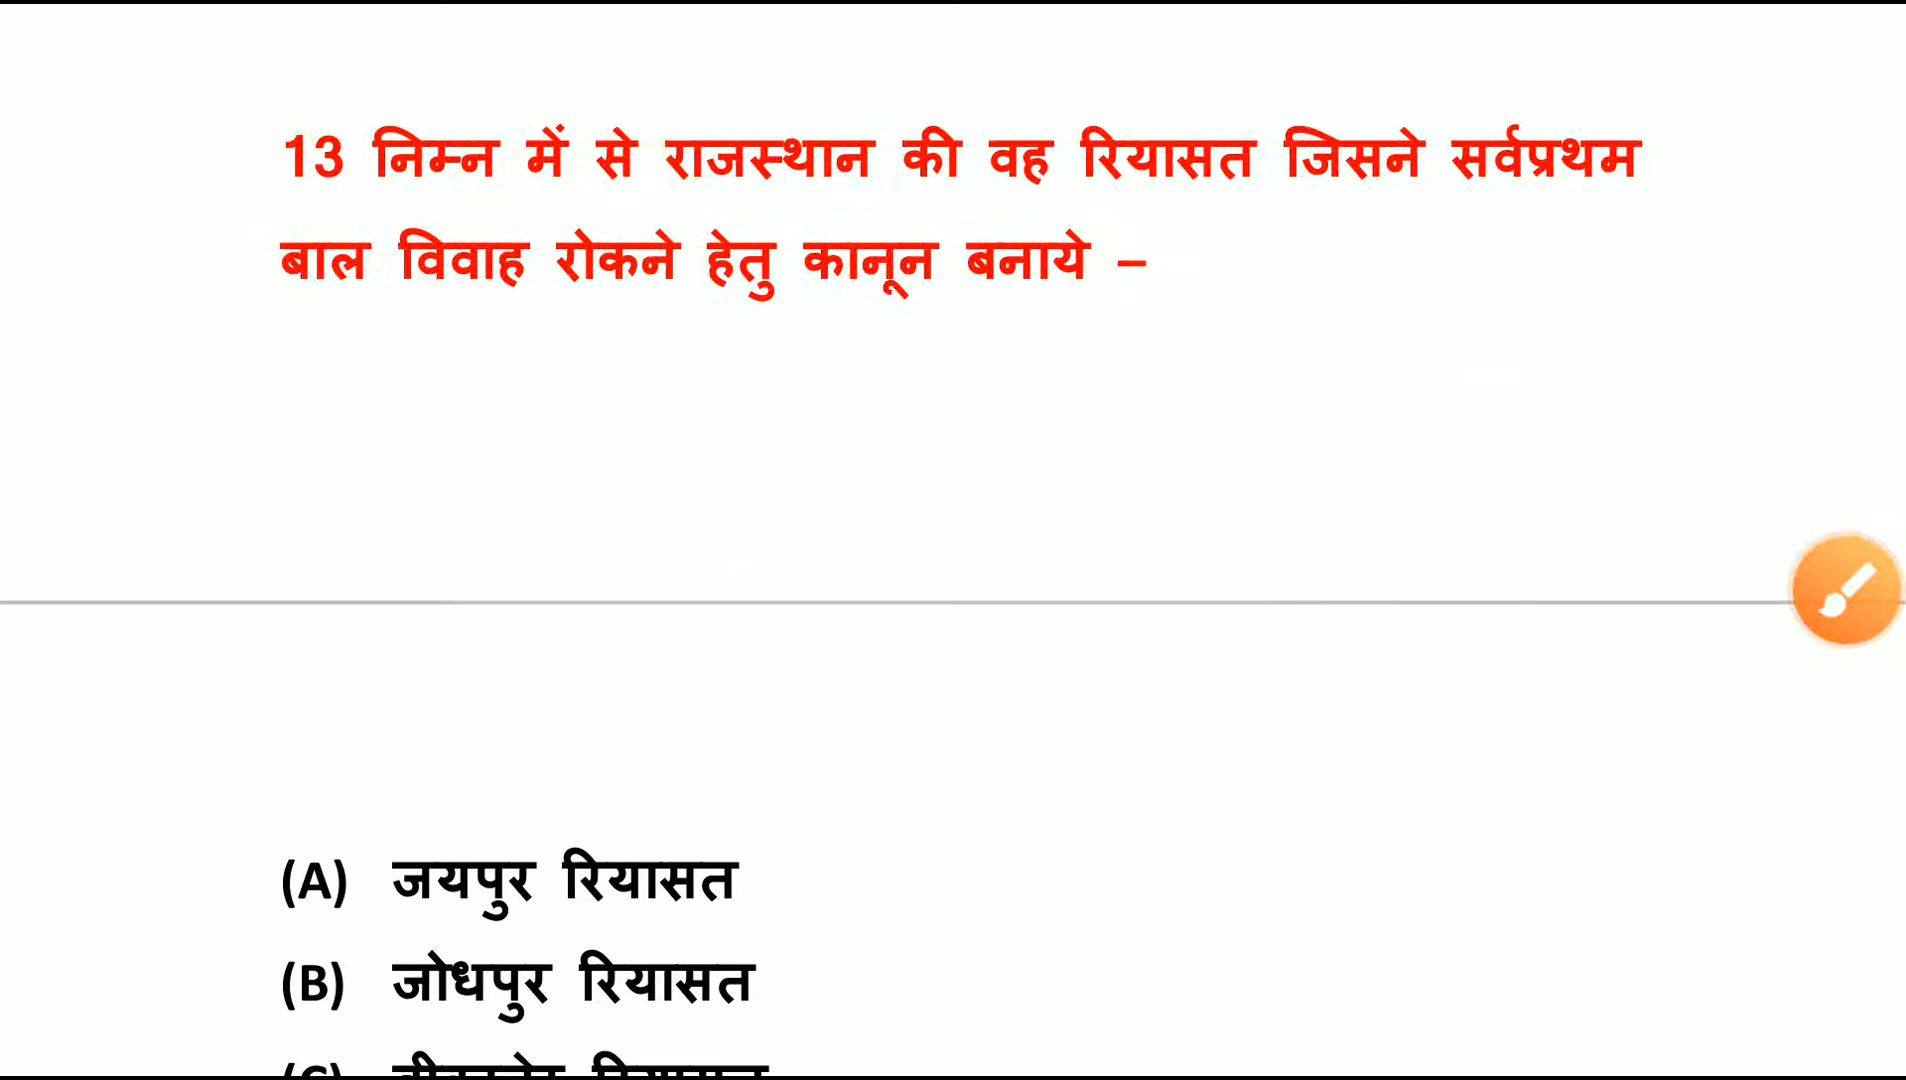 13 निम्न में से राजस्थान की वह रियासत जिसने सर्वप्रथम
बाल विवाह रोकने हेतु कानून बनाये –
(A) जयपुर रियासत
(B) जोधपुर रियासत